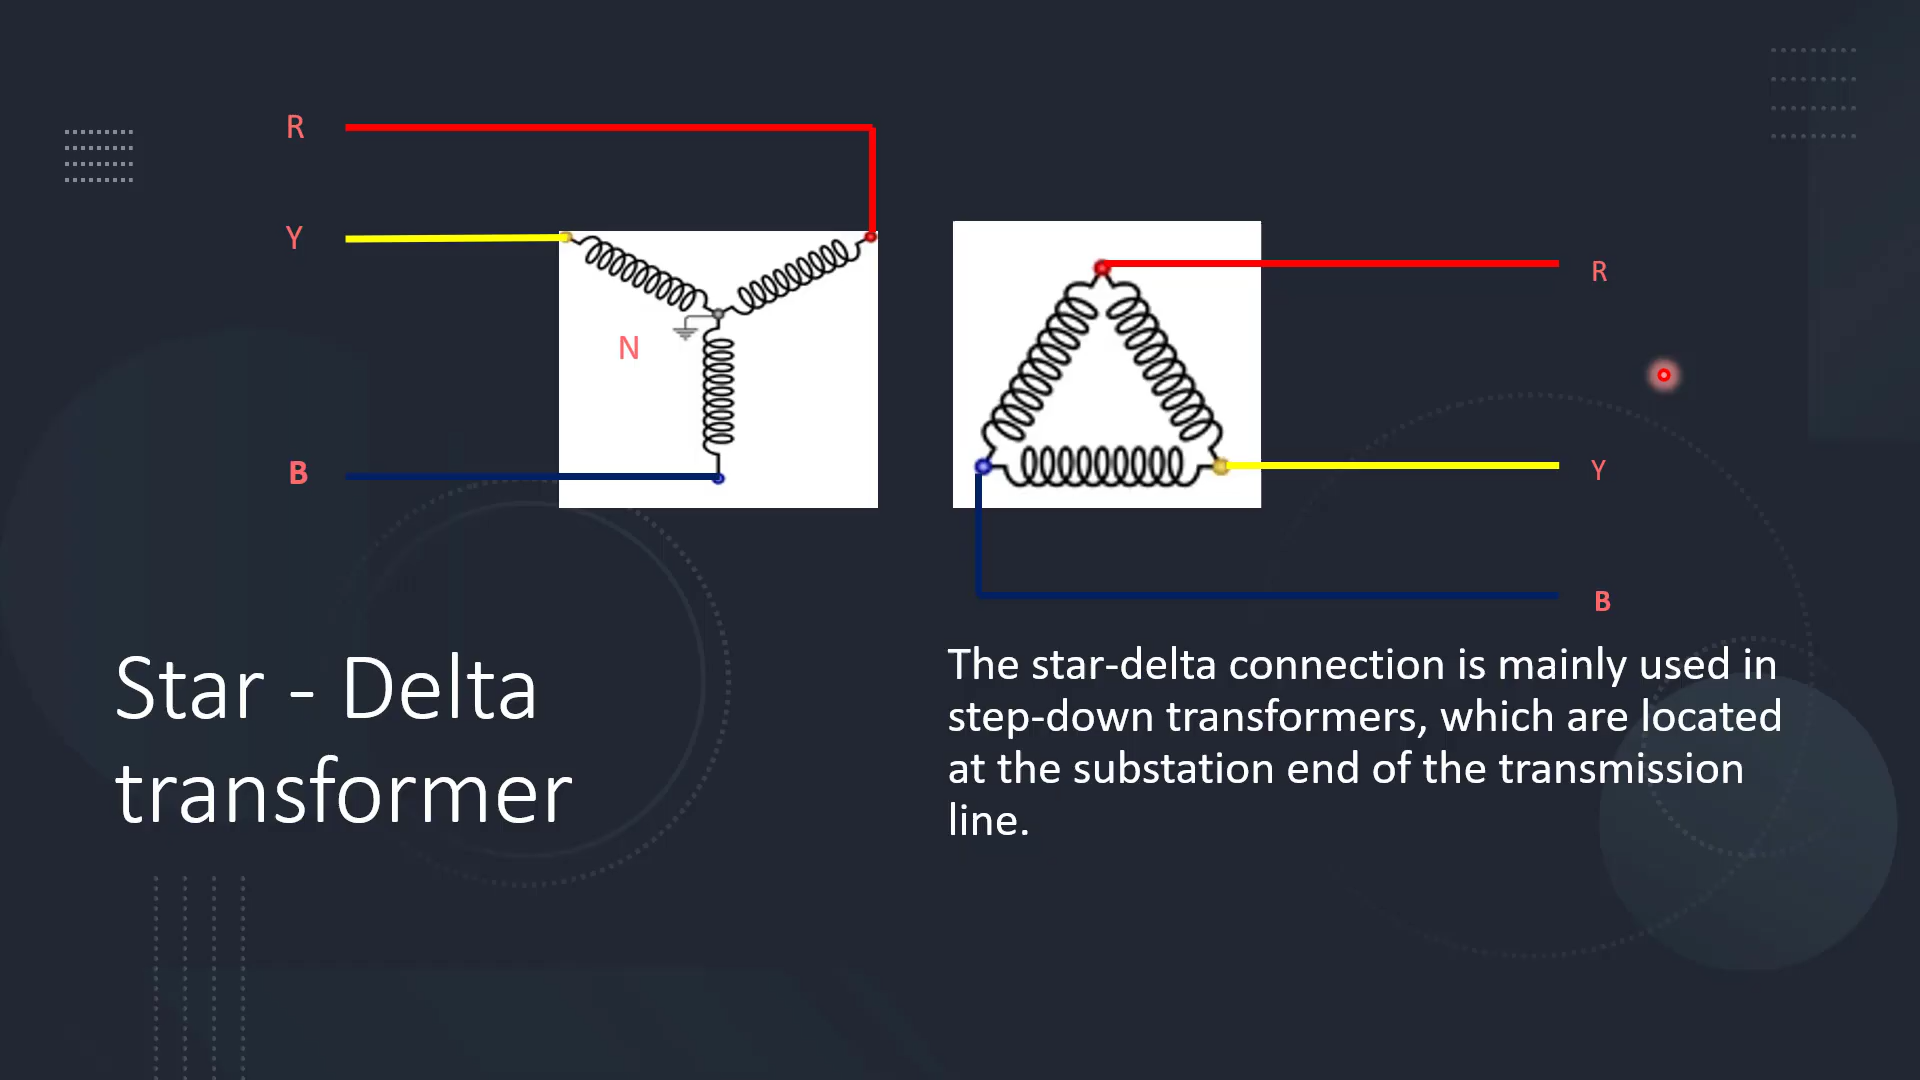 R
Y
N
B
R
Y
B
Star - Delta
transformer
The star-delta connection is mainly used in
step-down transformers, which are located
at the substation end of the transmission
line.